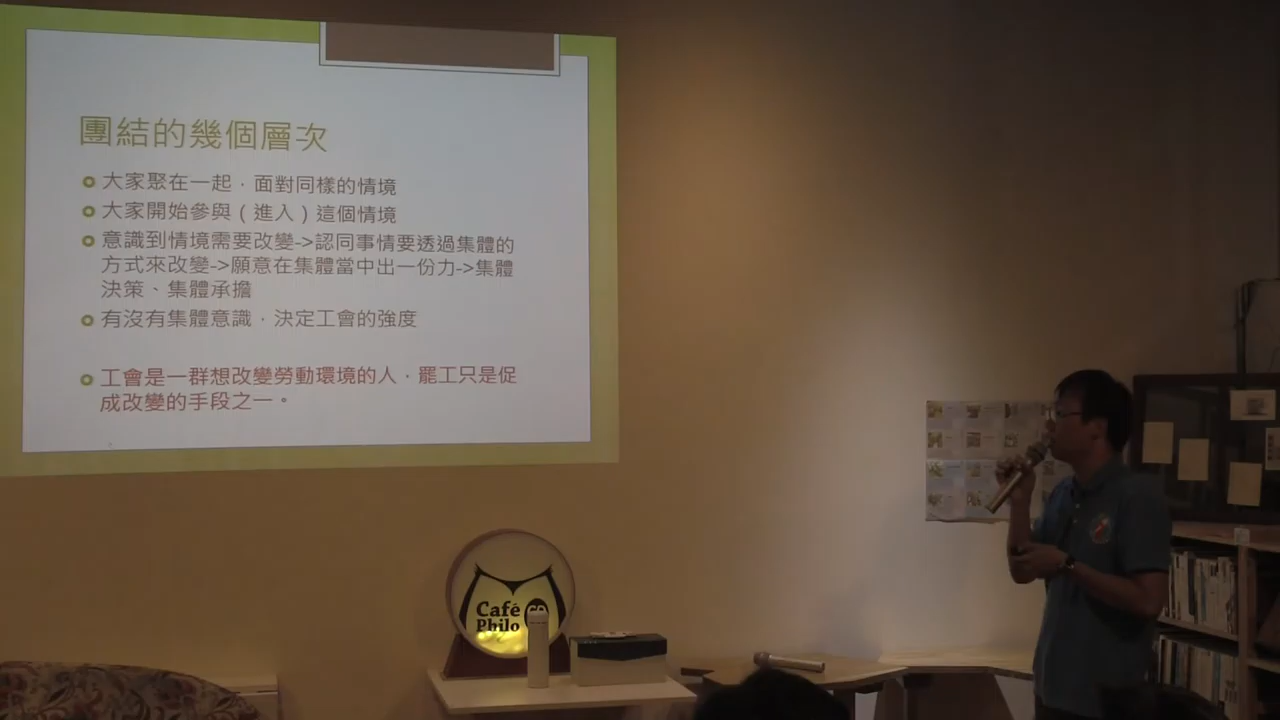 團結的幾個層次
大家聚在一起，面對同樣的情境
大家開始參與（進入）這個情境
意識到情境需要改變->認同事情要透過集體的
方式來改變->願意在集體當中出一份力->集體
決策、集體承擔
有沒有集體意識，決定工會的強度
工會是一群想改變勞動環境的人，罷工只是促
成改變的手段之一。
Café
Philo